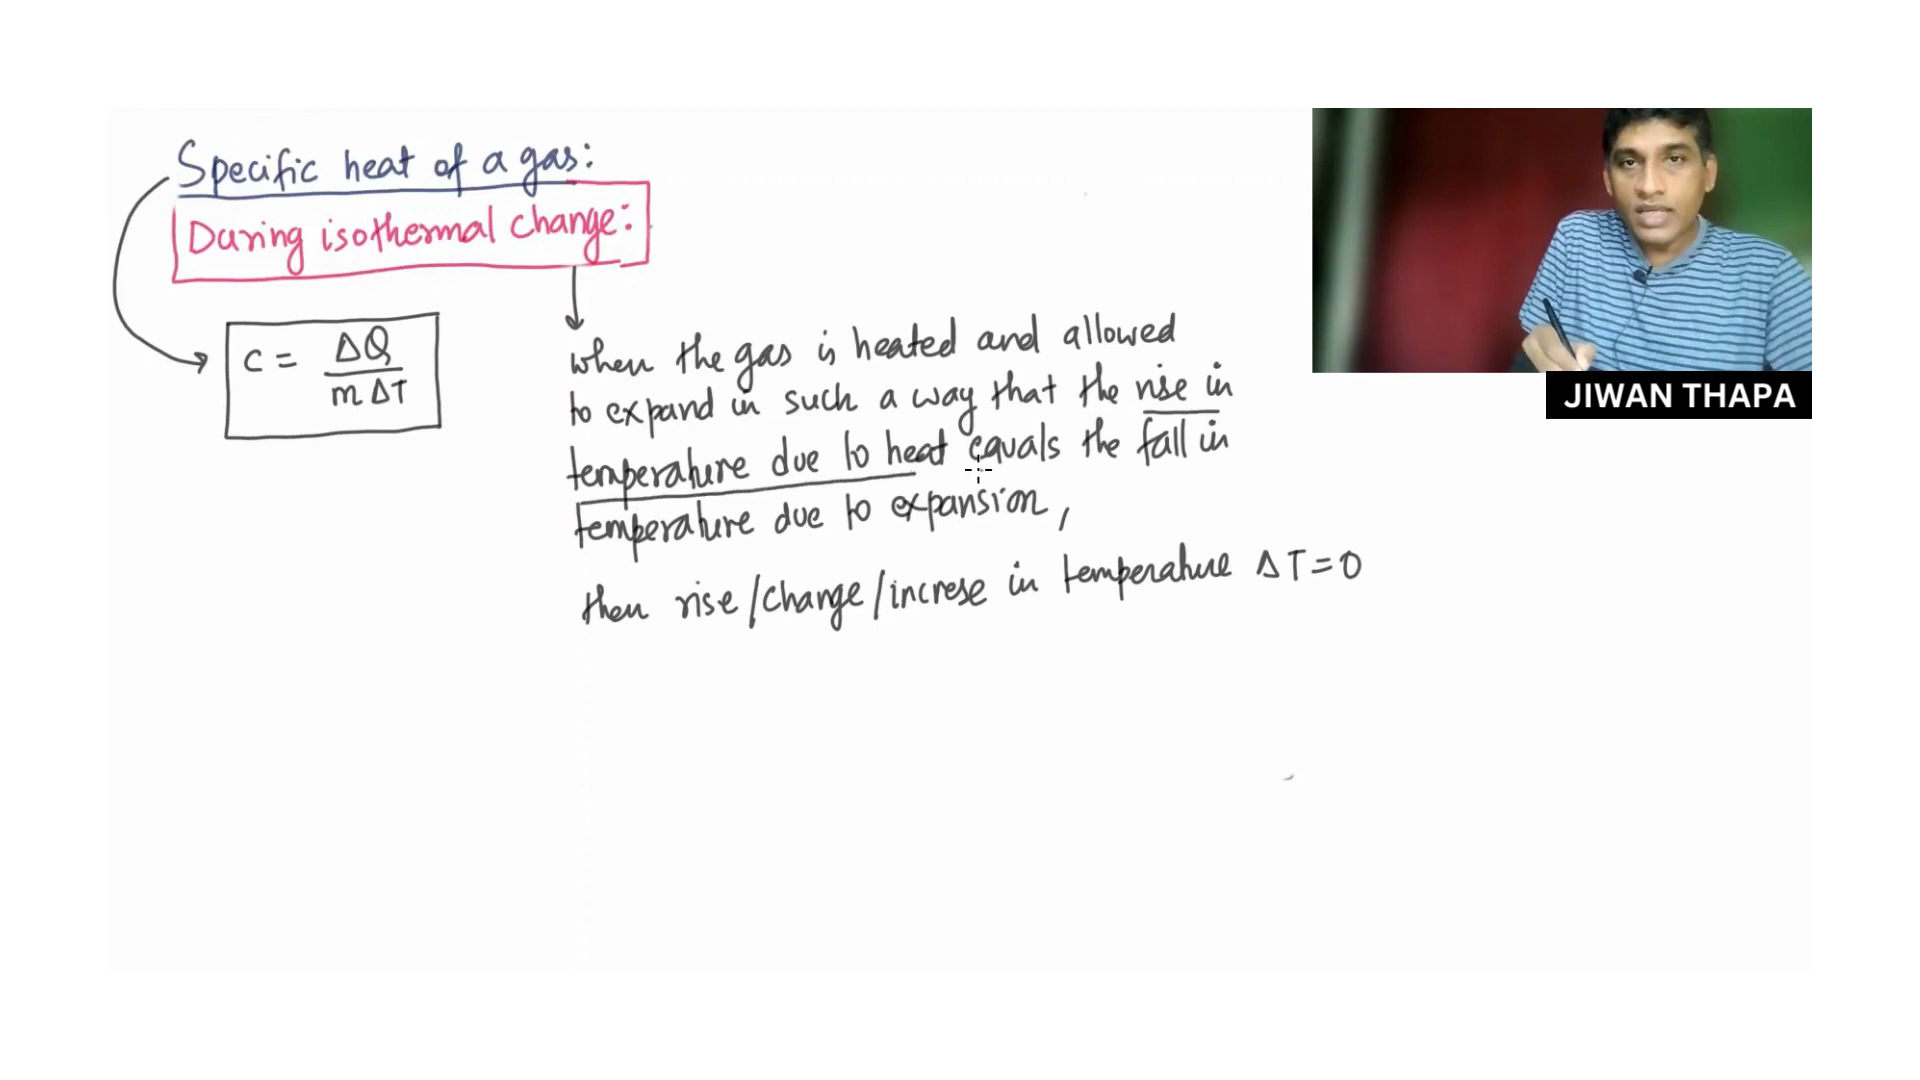 Specific heat of a gas:
During isothermal change:
C = ΔQ / mΔT
when the gas is heated and allowed
to expand in such a way that the rise in
temperature due to heat equals the fall in
temperature due to expansion,
then rise/change/increse in temperature ΔT=0
JIWAN THAPA